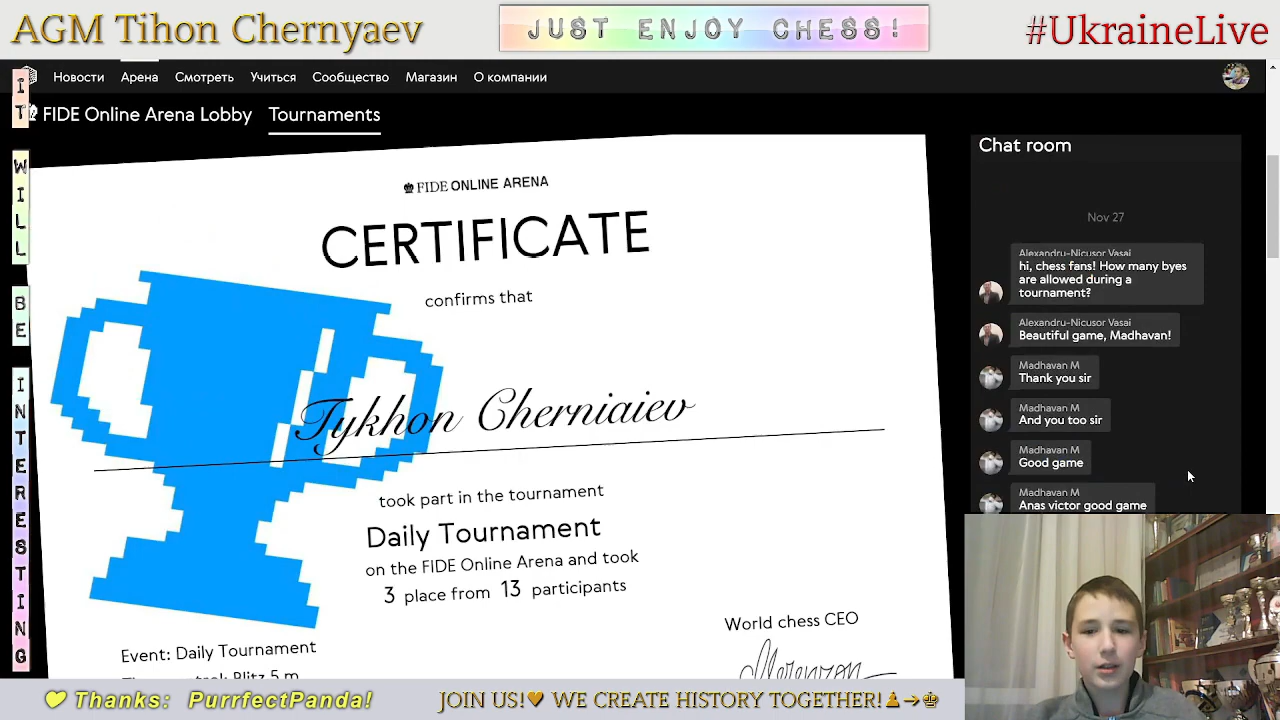 AGM Tihon Chernyaev
JUST ENJOY CHESS!
#UkraineLive
IT WILL BE INTERESTING
Новости Арена Смотреть Учиться Сообщество Магазин О компании
FIDE Online Arena Lobby Tournaments
FIDE ONLINE ARENA
CERTIFICATE
confirms that
Tykhon Cherniaiev
took part in the tournament
Daily Tournament
on the FIDE Online Arena and took
3 place from 13 participants
World chess CEO
Event: Daily Tournament
Blitz 5 m
Chat room
Nov 27
Alexandru-Nicusor Vasai
hi, chess fans! How many byes
are allowed during a
tournament?
Alexandru-Nicusor Vasai
Beautiful game, Madhavan!
Madhavan M
Thank you sir
Madhavan M
And you too sir
Madhavan M
Good game
Madhavan M
Anas victor good game
Thanks: PurrfectPanda!
JOIN US! WE CREATE HISTORY TOGETHER!